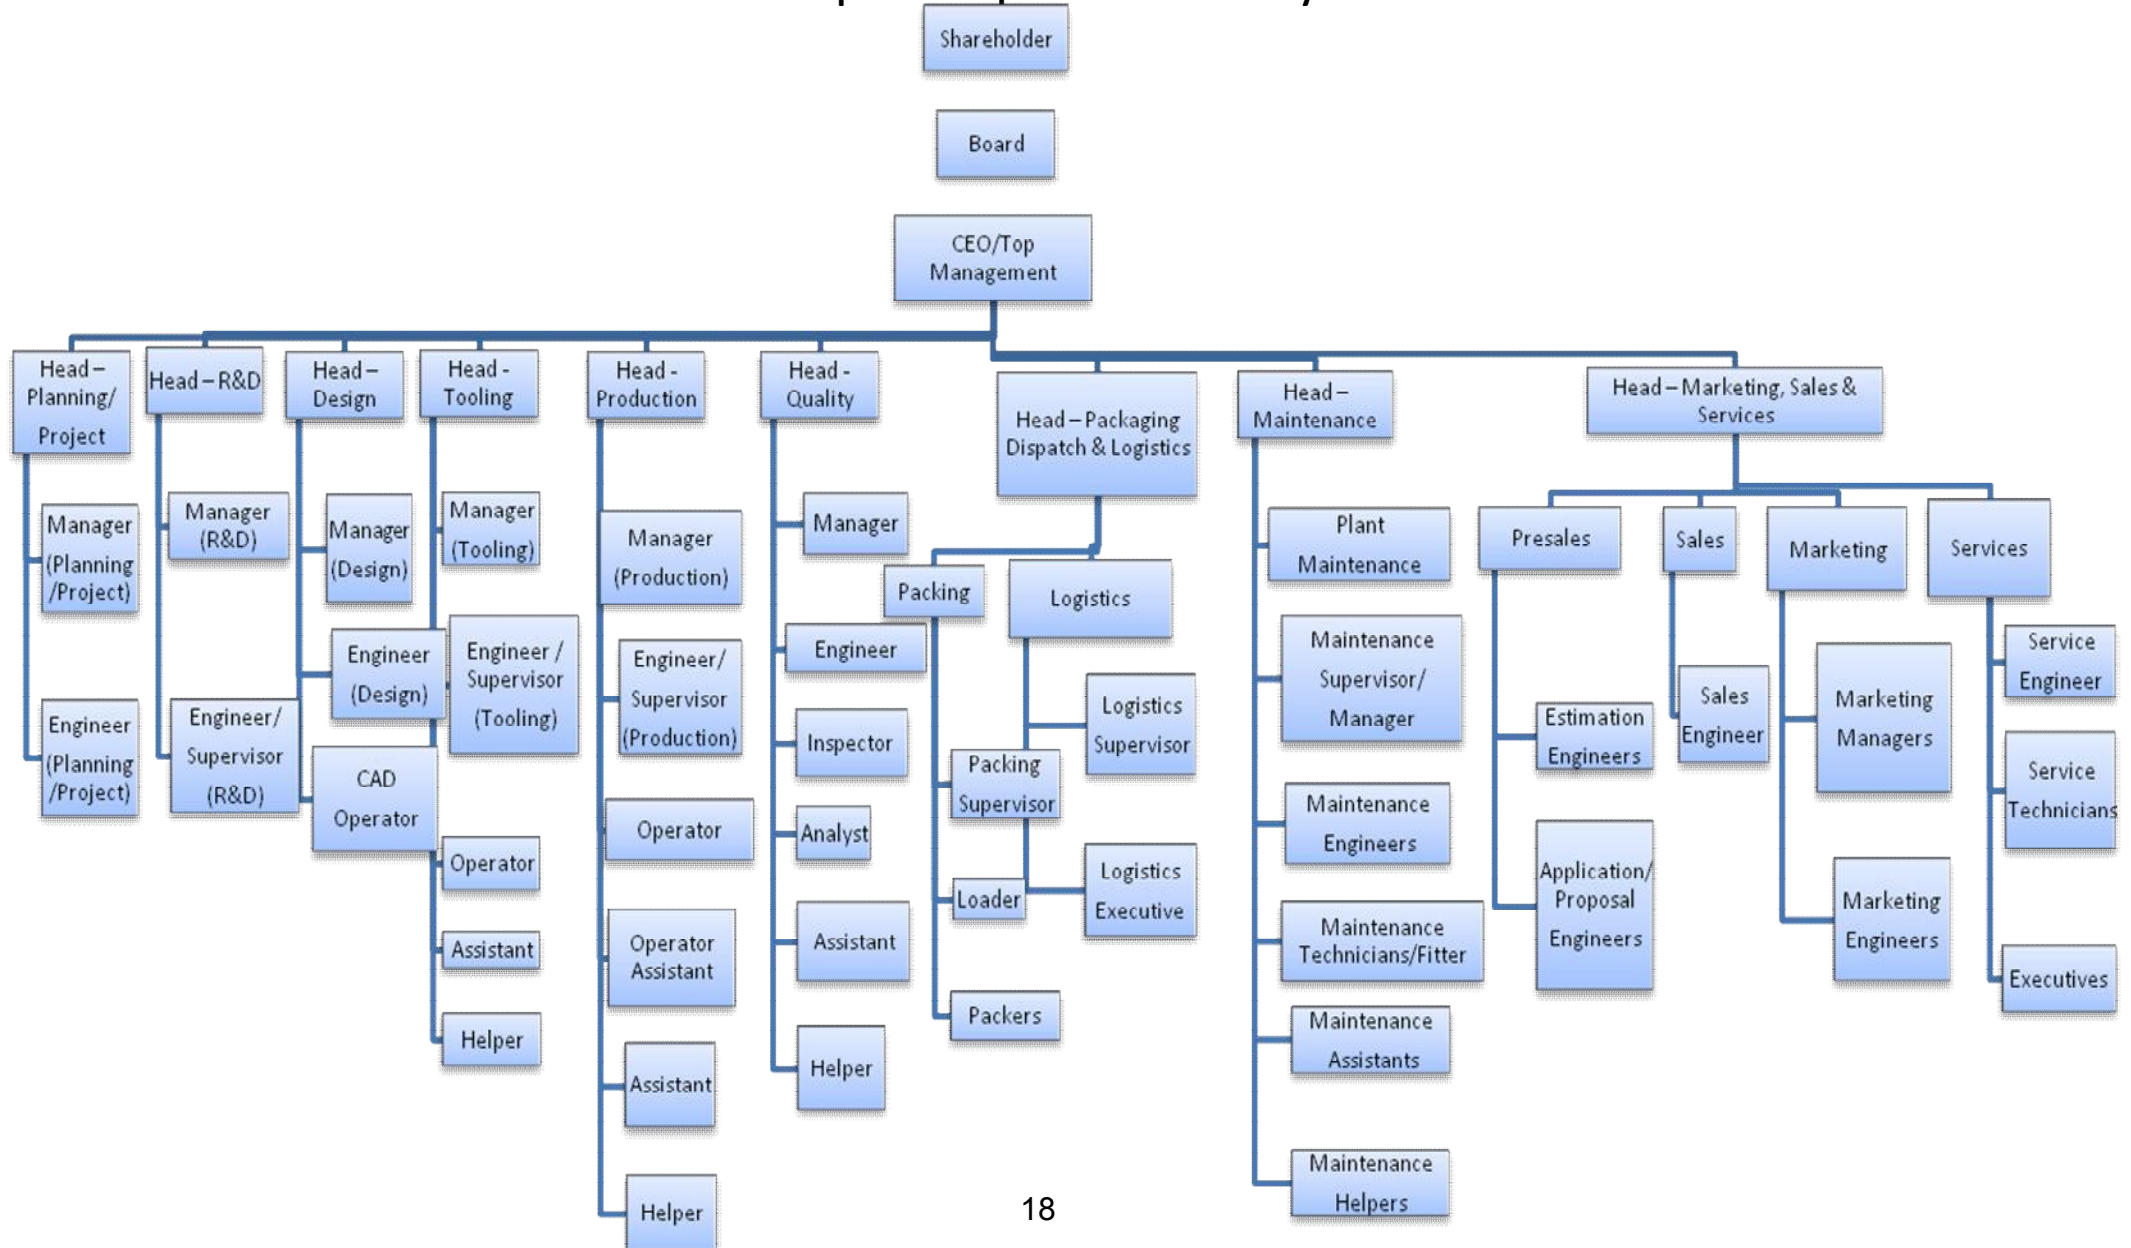 Shareholder
Board
CEO/Top
Management
Head –
Planning/
Project
Head – R&D
Head –
Design
Head -
Tooling
Head -
Production
Head -
Quality
Head – Packaging
Dispatch & Logistics
Head –
Maintenance
Head – Marketing, Sales &
Services
Manager
(Planning
/Project)
Engineer
(Planning
/Project)
Manager
(R&D)
Engineer/
Supervisor
(R&D)
Manager
(Design)
Engineer
(Design)
CAD
Operator
Manager
(Tooling)
Engineer /
Supervisor
(Tooling)
Operator
Assistant
Helper
Manager
(Production)
Engineer/
Supervisor
(Production)
Operator
Operator
Assistant
Assistant
Helper
Manager
Engineer
Inspector
Analyst
Assistant
Helper
Packing
Packing
Supervisor
Loader
Packers
Logistics
Logistics
Supervisor
Logistics
Executive
Plant
Maintenance
Maintenance
Supervisor/
Manager
Maintenance
Engineers
Maintenance
Technicians/Fitter
Maintenance
Assistants
Maintenance
Helpers
Presales
Estimation
Engineers
Application/
Proposal
Engineers
Sales
Sales
Engineer
Marketing
Marketing
Managers
Marketing
Engineers
Services
Service
Engineer
Service
Technicians
Executives
18